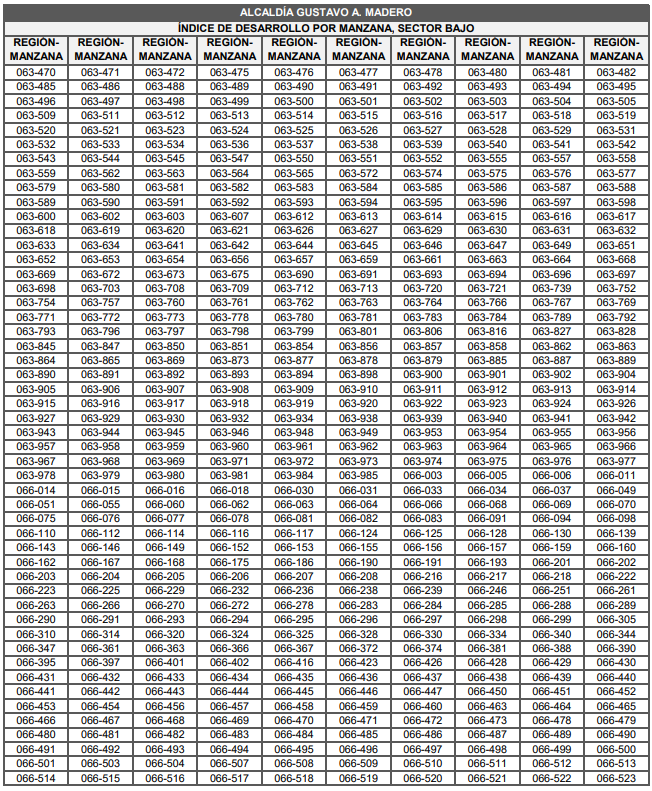 ALCALDÍA GUSTAVO A. MADERO
ÍNDICE DE DESARROLLO POR MANZANA, SECTOR BAJO
REGIÓN- REGIÓN- REGIÓN- REGIÓN- REGIÓN- REGIÓN- REGIÓN- REGIÓN- REGIÓN- REGIÓN-
MANZANA MANZANA MANZANA MANZANA MANZANA MANZANA MANZANA MANZANA MANZANA MANZANA
063-470 063-471 063-472 063-475 063-476 063-477 063-478 063-480 063-481 063-482
063-485 063-486 063-488 063-489 063-490 063-491 063-492 063-493 063-494 063-495
063-496 063-497 063-498 063-499 063-500 063-501 063-502 063-503 063-504 063-505
063-509 063-511 063-512 063-513 063-514 063-515 063-516 063-517 063-518 063-519
063-520 063-521 063-523 063-524 063-525 063-526 063-527 063-528 063-529 063-531
063-532 063-533 063-534 063-536 063-537 063-538 063-539 063-540 063-541 063-542
063-543 063-544 063-545 063-547 063-550 063-551 063-552 063-555 063-557 063-558
063-559 063-562 063-563 063-564 063-565 063-572 063-574 063-575 063-576 063-577
063-579 063-580 063-581 063-582 063-583 063-584 063-585 063-586 063-587 063-588
063-589 063-590 063-591 063-592 063-593 063-594 063-595 063-596 063-597 063-598
063-600 063-602 063-603 063-607 063-612 063-613 063-614 063-615 063-616 063-617
063-618 063-619 063-620 063-621 063-626 063-627 063-629 063-630 063-631 063-632
063-633 063-634 063-641 063-642 063-644 063-645 063-646 063-647 063-649 063-651
063-652 063-653 063-654 063-656 063-657 063-659 063-661 063-663 063-664 063-668
063-669 063-672 063-673 063-675 063-690 063-691 063-693 063-694 063-696 063-697
063-698 063-703 063-708 063-709 063-712 063-713 063-720 063-721 063-739 063-752
063-754 063-757 063-760 063-761 063-762 063-763 063-764 063-766 063-767 063-769
063-771 063-772 063-773 063-778 063-780 063-781 063-783 063-784 063-789 063-792
063-793 063-796 063-797 063-798 063-799 063-801 063-806 063-816 063-827 063-828
063-845 063-847 063-850 063-851 063-854 063-856 063-857 063-858 063-862 063-863
063-864 063-865 063-869 063-873 063-877 063-878 063-879 063-885 063-887 063-889
063-890 063-891 063-892 063-893 063-894 063-898 063-900 063-901 063-902 063-904
063-905 063-906 063-907 063-908 063-909 063-910 063-911 063-912 063-913 063-914
063-915 063-916 063-917 063-918 063-919 063-920 063-922 063-923 063-924 063-926
063-927 063-929 063-930 063-932 063-934 063-938 063-939 063-940 063-941 063-942
063-943 063-944 063-945 063-946 063-948 063-949 063-953 063-954 063-955 063-956
063-957 063-958 063-959 063-960 063-961 063-962 063-963 063-964 063-965 063-966
063-967 063-968 063-969 063-971 063-972 063-973 063-974 063-975 063-976 063-977
063-978 063-979 063-980 063-981 063-984 063-985 066-003 066-005 066-006 066-011
066-014 066-015 066-016 066-018 066-030 066-031 066-033 066-034 066-037 066-049
066-051 066-055 066-060 066-062 066-063 066-064 066-066 066-068 066-069 066-070
066-075 066-076 066-077 066-078 066-081 066-082 066-083 066-091 066-094 066-098
066-110 066-112 066-114 066-116 066-117 066-124 066-125 066-128 066-130 066-139
066-143 066-146 066-149 066-152 066-153 066-155 066-156 066-157 066-159 066-160
066-162 066-167 066-168 066-175 066-186 066-190 066-191 066-193 066-201 066-202
066-203 066-204 066-205 066-206 066-207 066-208 066-216 066-217 066-218 066-222
066-223 066-225 066-229 066-232 066-236 066-238 066-239 066-246 066-251 066-261
066-263 066-266 066-270 066-272 066-278 066-283 066-284 066-285 066-288 066-289
066-290 066-291 066-293 066-294 066-295 066-296 066-297 066-298 066-299 066-305
066-310 066-314 066-320 066-324 066-325 066-328 066-330 066-334 066-340 066-344
066-347 066-361 066-363 066-366 066-367 066-372 066-374 066-381 066-388 066-390
066-395 066-397 066-401 066-402 066-416 066-423 066-426 066-428 066-429 066-430
066-431 066-432 066-433 066-434 066-435 066-436 066-437 066-438 066-439 066-440
066-441 066-442 066-443 066-444 066-445 066-446 066-447 066-450 066-451 066-452
066-453 066-454 066-456 066-457 066-458 066-459 066-460 066-463 066-464 066-465
066-466 066-467 066-468 066-469 066-470 066-471 066-472 066-473 066-478 066-479
066-480 066-481 066-482 066-483 066-484 066-485 066-486 066-487 066-489 066-490
066-491 066-492 066-493 066-494 066-495 066-496 066-497 066-498 066-499 066-500
066-501 066-503 066-504 066-507 066-508 066-509 066-510 066-511 066-512 066-513
066-514 066-515 066-516 066-517 066-518 066-519 066-520 066-521 066-522 066-523